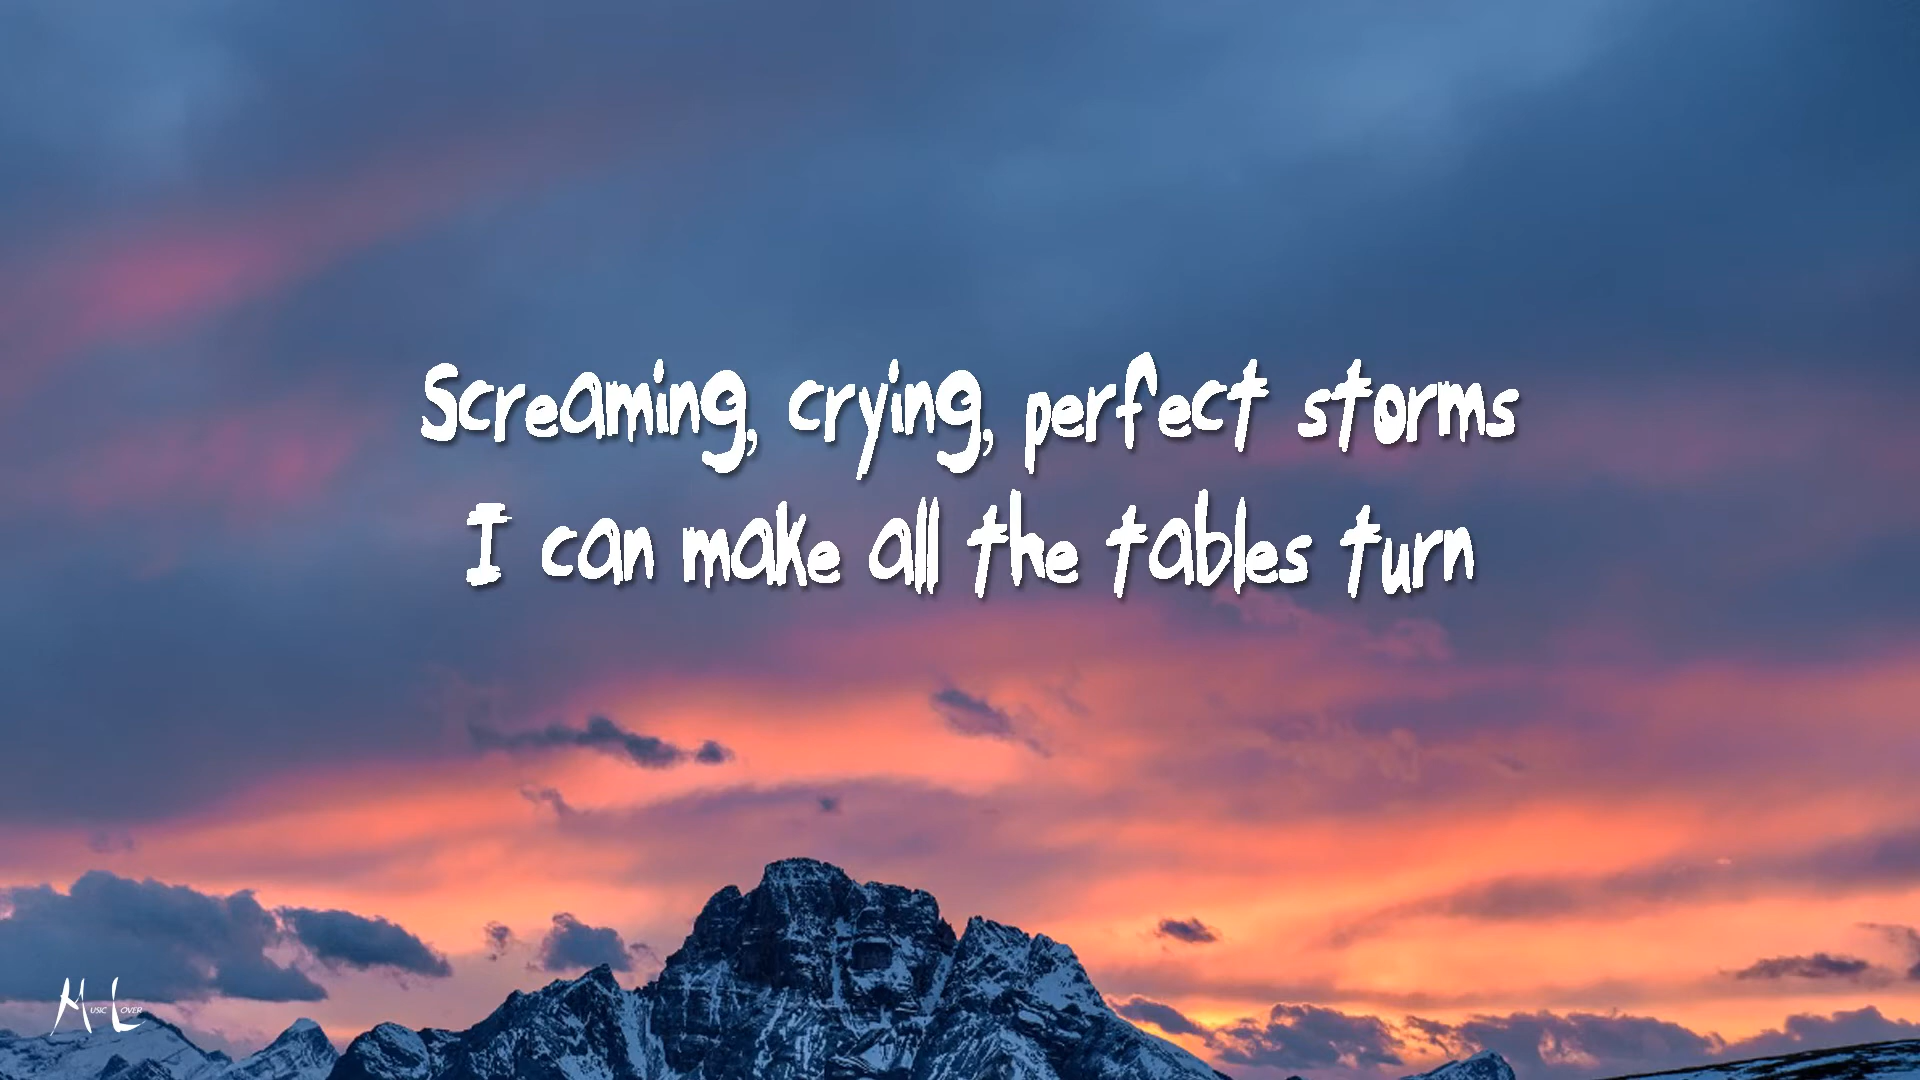 Screaming, crying, perfect storms
I can make all the tables turn
Music Lover